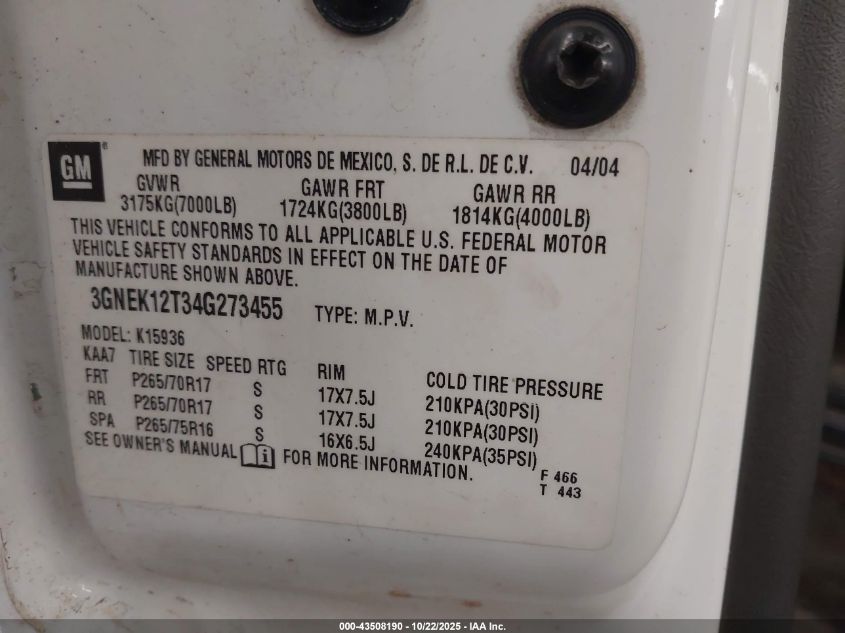 GM
MFD BY GENERAL MOTORS DE MEXICO, S. DE R.L. DE C.V. 04/04
GVWR GAWR FRT GAWR RR
3175KG(7000LB) 1724KG(3800LB) 1814KG(4000LB)
THIS VEHICLE CONFORMS TO ALL APPLICABLE U.S. FEDERAL MOTOR
VEHICLE SAFETY STANDARDS IN EFFECT ON THE DATE OF
MANUFACTURE SHOWN ABOVE.
3GNEK12T34G273455 TYPE: M.P.V.
MODEL: K15936
KAA7 TIRE SIZE SPEED RTG RIM COLD TIRE PRESSURE
FRT P265/70R17 S 17X7.5J 210KPA(30PSI)
RR P265/70R17 S 17X7.5J 210KPA(30PSI)
SPA P265/75R16 S 16X6.5J 240KPA(35PSI)
SEE OWNER'S MANUAL FOR MORE INFORMATION.
F 466
T 443
000-43508190 - 10/22/2025 - IAA Inc.